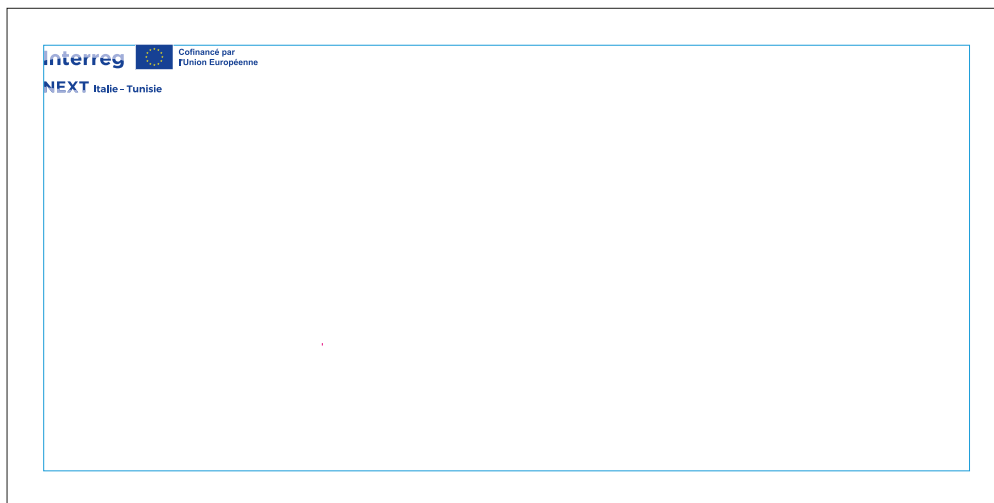 Interreg
Cofinancé par
l'Union Européenne
NEXT Italie – Tunisie